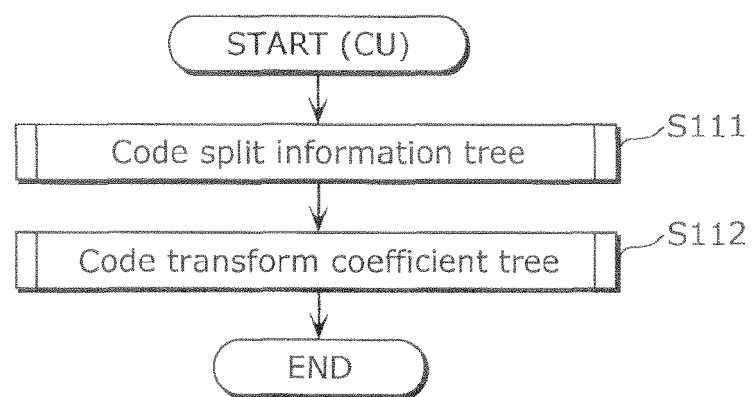 START (CU)
Code split information tree
S111
Code transform coefficient tree
S112
END